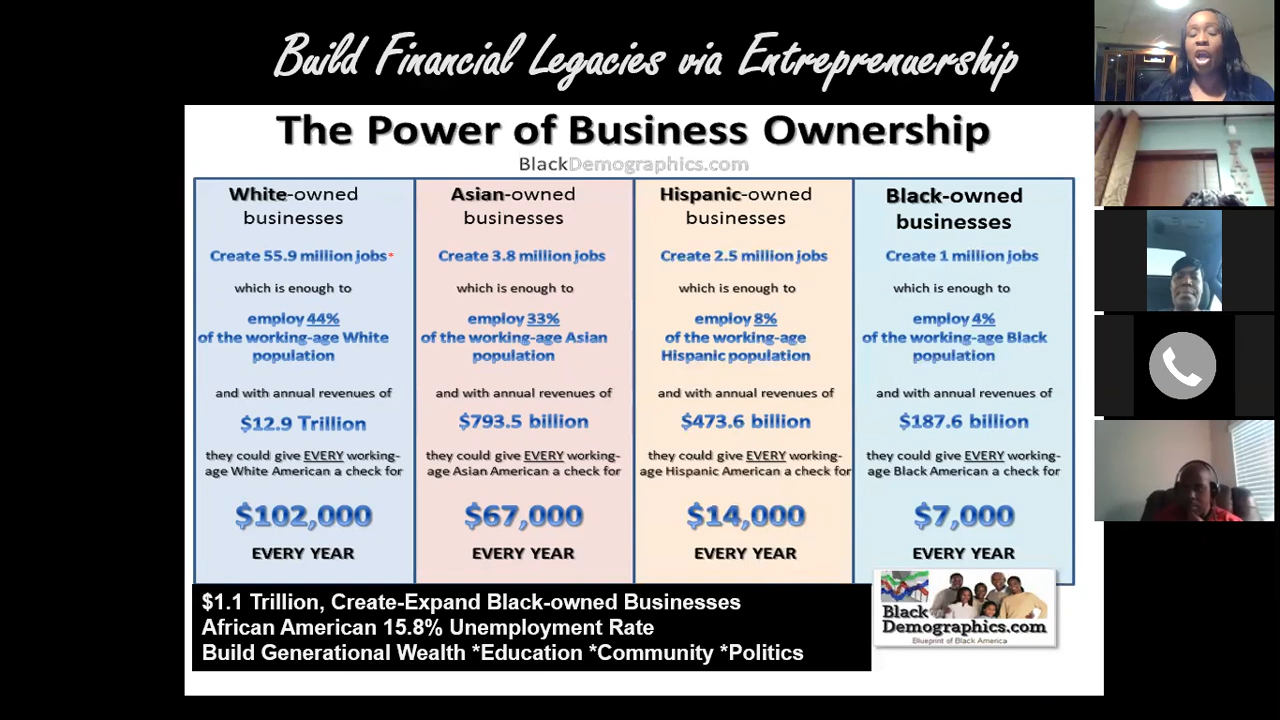 Build Financial Legacies via Entreprenuership
The Power of Business Ownership
BlackDemographics.com
White-owned
businesses
Create 55.9 million jobs*
which is enough to
employ 44%
of the working-age White
population
and with annual revenues of
$12.9 Trillion
they could give EVERY working-
age White American a check for
$102,000
EVERY YEAR
Asian-owned
businesses
Create 3.8 million jobs
which is enough to
employ 33%
of the working-age Asian
population
and with annual revenues of
$793.5 billion
they could give EVERY working-
age Asian American a check for
$67,000
EVERY YEAR
Hispanic-owned
businesses
Create 2.5 million jobs
which is enough to
employ 8%
of the working-age
Hispanic population
and with annual revenues of
$473.6 billion
they could give EVERY working-
age Hispanic American a check for
$14,000
EVERY YEAR
Black-owned
businesses
Create 1 million jobs
which is enough to
employ 4%
of the working-age Black
population
and with annual revenues of
$187.6 billion
they could give EVERY working-
age Black American a check for
$7,000
EVERY YEAR
$1.1 Trillion, Create-Expand Black-owned Businesses
African American 15.8% Unemployment Rate
Build Generational Wealth *Education *Community *Politics
Black
Demographics.com
Blueprint of Black America